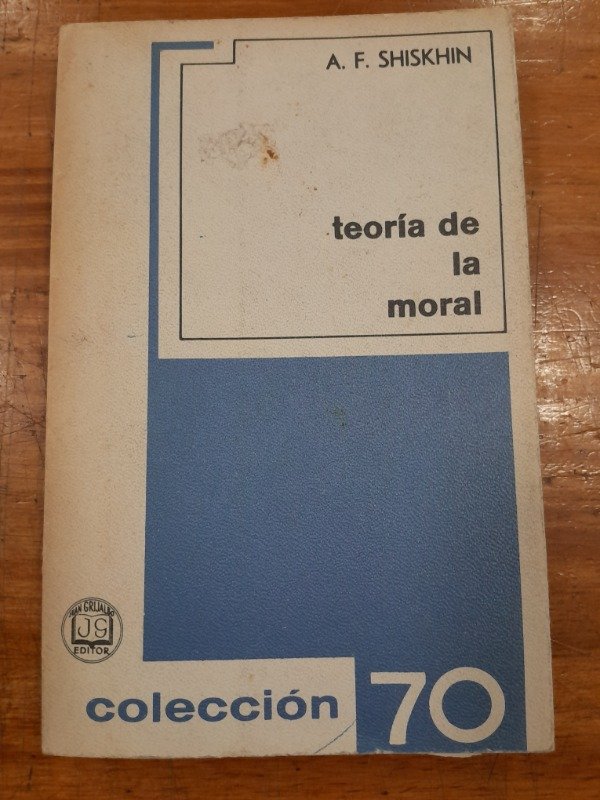 A. F. SHISKHIN
teoría de
la
moral
JUAN GRIJALBO
JG
EDITOR
colección 70